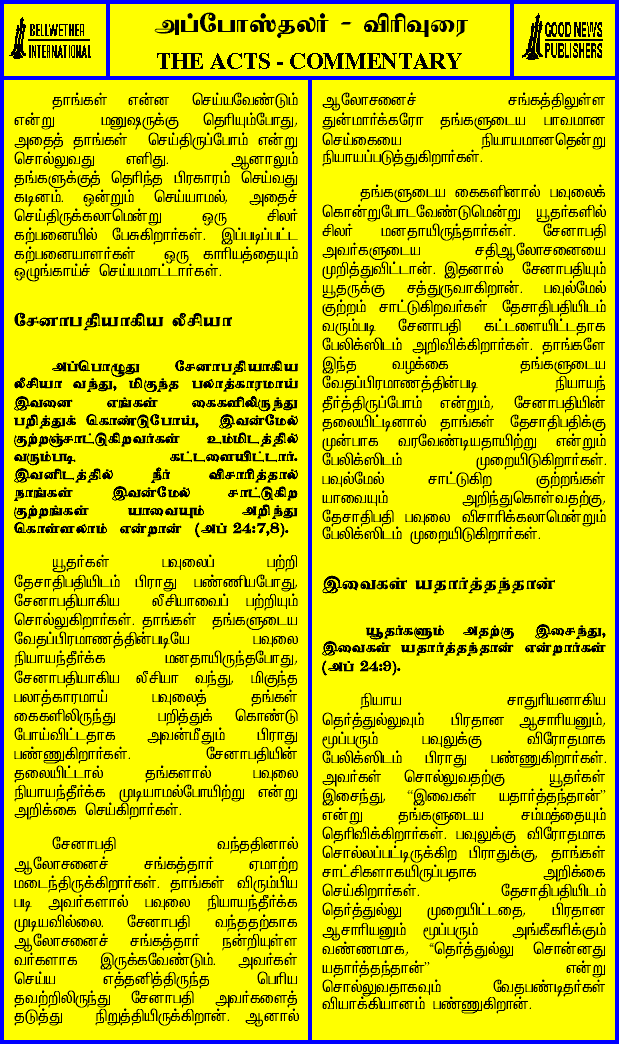 BELLWETHER
INTERNATIONAL
அப்போஸ்தலர் - விரிவுரை
THE ACTS - COMMENTARY
GOOD NEWS
PUBLISHERS
தாங்கள் என்ன செய்யவேண்டும்
என்று மனுஷருக்கு தெரியும்போது,
அதைத் தாங்கள் செய்திருப்போம் என்று
சொல்லுவது எளிது. ஆனாலும்
தங்களுக்குத் தெரிந்த பிரகாரம் செய்வது
கடினம். ஒன்றும் செய்யாமல், அதைச்
செய்திருக்கலாமென்று ஒரு சிலர்
கற்பனையில் பேசுகிறார்கள். இப்படிப்பட்ட
கற்பனையாளர்கள் ஒரு காரியத்தையும்
ஒழுங்காய்ச் செய்யமாட்டார்கள்.
சேனாபதியாகிய லீசியா
அப்பொழுது சேனாபதியாகிய
லீசியா வந்து, மிகுந்த பலாத்காரமாய்
இவனை எங்கள் கைகளிலிருந்து
பறித்துக் கொண்டுபோய், இவன்மேல்
குற்றஞ்சாட்டுகிறவர்கள் உம்மிடத்தில்
வரும்படி கட்டளையிட்டார்.
இவனிடத்தில் நீர் விசாரித்தால்
நாங்கள் இவன்மேல் சாட்டுகிற
குற்றங்கள் யாவையும் அறிந்து
கொள்ளலாம் என்றான் (அப் 24:7,8).
யூதர்கள் பவுலைப் பற்றி
தேசாதிபதியிடம் பிராது பண்ணியபோது,
சேனாபதியாகிய லீசியாவைப் பற்றியும்
சொல்லுகிறார்கள். தாங்கள் தங்களுடைய
வேதப்பிரமாணத்தின்படியே பவுலை
நியாயந்தீர்க்க மனதாயிருந்தபோது,
சேனாபதியாகிய லீசியா வந்து, மிகுந்த
பலாத்காரமாய் பவுலைத் தங்கள்
கைகளிலிருந்து பறித்துக் கொண்டு
போய்விட்டதாக அவன்மீதும் பிராது
பண்ணுகிறார்கள். சேனாபதியின்
தலையிட்டால் தங்களால் பவுலை
நியாயந்தீர்க்க முடியாமல்போயிற்று என்று
அறிக்கை செய்கிறார்கள்.
சேனாபதி வந்ததினால்
ஆலோசனைச் சங்கத்தார் ஏமாற்ற
மடைந்திருக்கிறார்கள். தாங்கள் விரும்பிய
படி அவர்களால் பவுலை நியாயந்தீர்க்க
முடியவில்லை. சேனாபதி வந்ததற்காக
ஆலோசனைச் சங்கத்தார் நன்றியுள்ள
வர்களாக இருக்கவேண்டும். அவர்கள்
செய்ய எத்தனித்திருந்த பெரிய
தவற்றிலிருந்து சேனாபதி அவர்களைத்
தடுத்து நிறுத்தியிருக்கிறான். ஆனால்
ஆலோசனைச் சங்கத்திலுள்ள
துன்மார்க்கரோ தங்களுடைய பாவமான
செய்கையை நியாயமானதென்று
நியாயப்படுத்துகிறார்கள்.
தங்களுடைய கைகளினால் பவுலைக்
கொன்றுபோடவேண்டுமென்று யூதர்களில்
சிலர் மனதாயிருந்தார்கள். சேனாபதி
அவர்களுடைய சதிஆலோசனையை
முறித்துவிட்டான். இதனால் சேனாபதியும்
யூதருக்கு சத்துருவாகிறான். பவுல்மேல்
குற்றம் சாட்டுகிறவர்கள் தேசாதிபதியிடம்
வரும்படி சேனாபதி கட்டளையிட்டதாக
பேலிக்ஸிடம் அறிவிக்கிறார்கள். தாங்களே
இந்த வழக்கை தங்களுடைய
வேதப்பிரமாணத்தின்படி நியாயந்
தீர்த்திருப்போம் என்றும், சேனாபதியின்
தலையிட்டினால் தாங்கள் தேசாதிபதிக்கு
முன்பாக வரவேண்டியதாயிற்று என்றும்
பேலிக்ஸிடம் முறையிடுகிறார்கள்.
பவுல்மேல் சாட்டுகிற குற்றங்கள்
யாவையும் அறிந்துகொள்வதற்கு,
தேசாதிபதி பவுலை விசாரிக்கலாமென்றும்
பேலிக்ஸிடம் முறையிடுகிறார்கள்.
இவைகள் யதார்த்தந்தான்
யூதர்களும் அதற்கு இசைந்து,
இவைகள் யதார்த்தந்தான் என்றார்கள்
(அப் 24:9).
நியாய சாதுரியனாகிய
தெர்த்துல்லுவும் பிரதான ஆசாரியனும்,
மூப்பரும் பவுலுக்கு விரோதமாக
பேலிக்ஸிடம் பிராது பண்ணுகிறார்கள்.
அவர்கள் சொல்லுவதற்கு யூதர்கள்
இசைந்து, “இவைகள் யதார்த்தந்தான்”
என்று தங்களுடைய சம்மத்தையும்
தெரிவிக்கிறார்கள். பவுலுக்கு விரோதமாக
சொல்லப்பட்டிருக்கிற பிராதுக்கு, தாங்கள்
சாட்சிகளாகயிருப்பதாக அறிக்கை
செய்கிறார்கள். தேசாதிபதியிடம்
தெர்த்துல்லு முறையிட்டதை, பிரதான
ஆசாரியனும் மூப்பரும் அங்கீகரிக்கும்
வண்ணமாக, “தெர்த்துல்லு சொன்னது
யதார்த்தந்தான்” என்று
சொல்லுவதாகவும் வேதபண்டிதர்கள்
வியாக்கியானம் பண்ணுகிறான்.